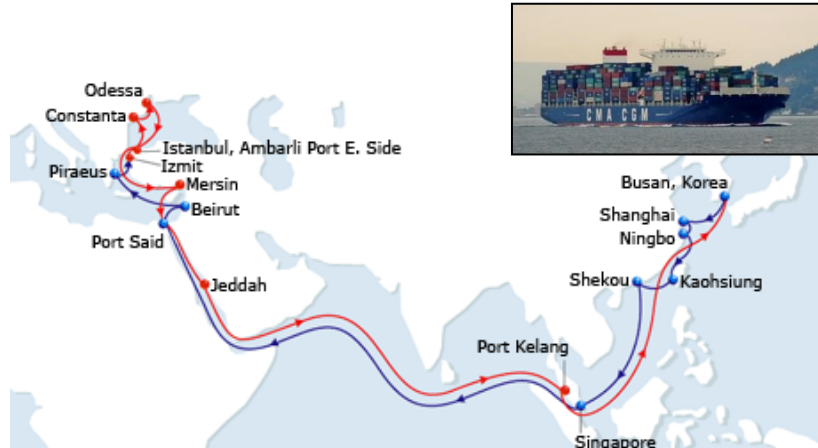 CMA CGM
Odessa
Constanta
Istanbul, Ambarli Port E. Side
Izmit
Piraeus
Mersin
Beirut
Port Said
Jeddah
Busan, Korea
Shanghai
Ningbo
Shekou
Kaohsiung
Port Kelang
Singapore